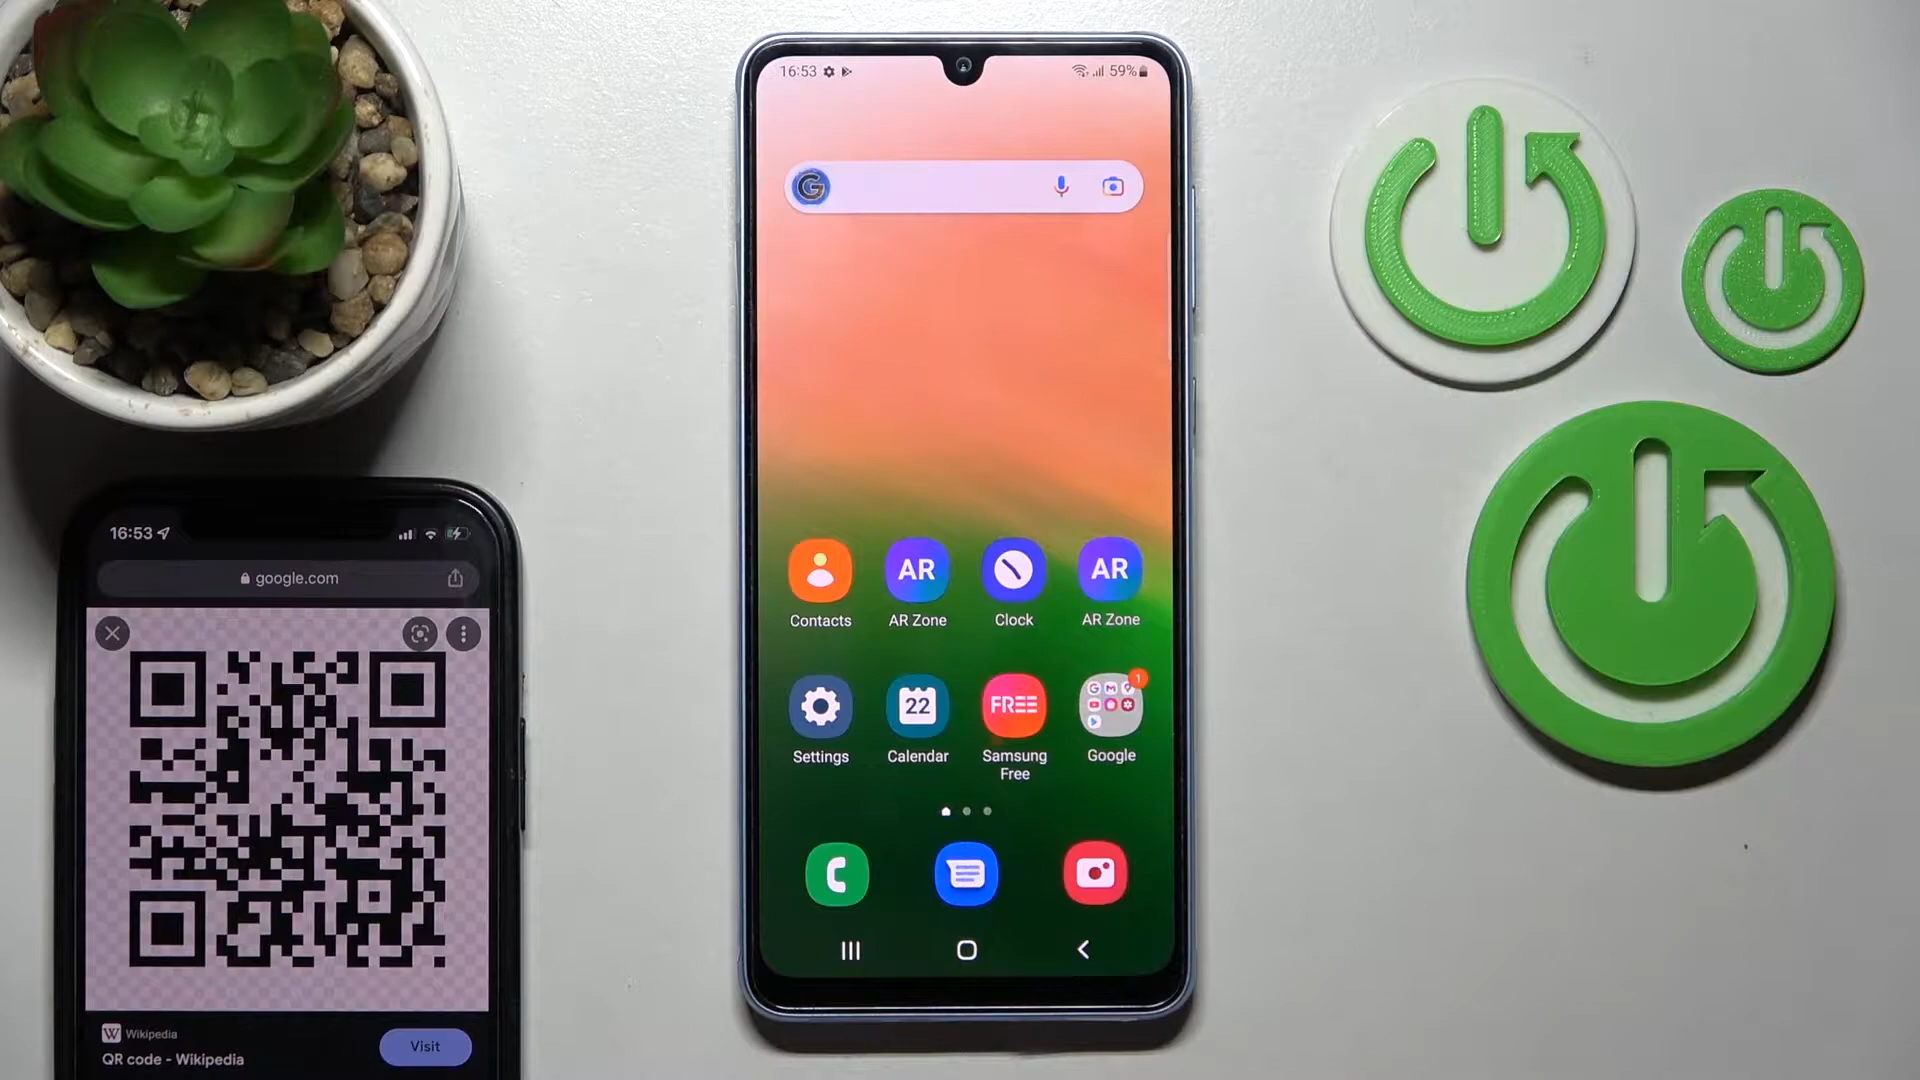 16:53
59%
G
Contacts
AR
AR Zone
Clock
AR
AR Zone
Settings
22
Calendar
FREE
Samsung
Free
1
Google
16:53
google.com
W Wikipedia
QR code - Wikipedia
Visit